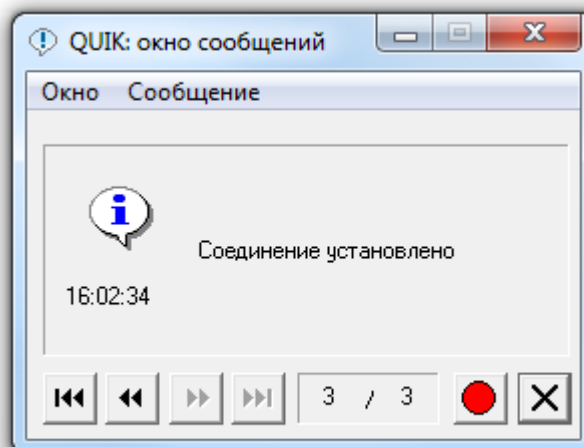 QUIK: окно сообщений
Окно Сообщение
Соединение установлено
16:02:34
3 / 3